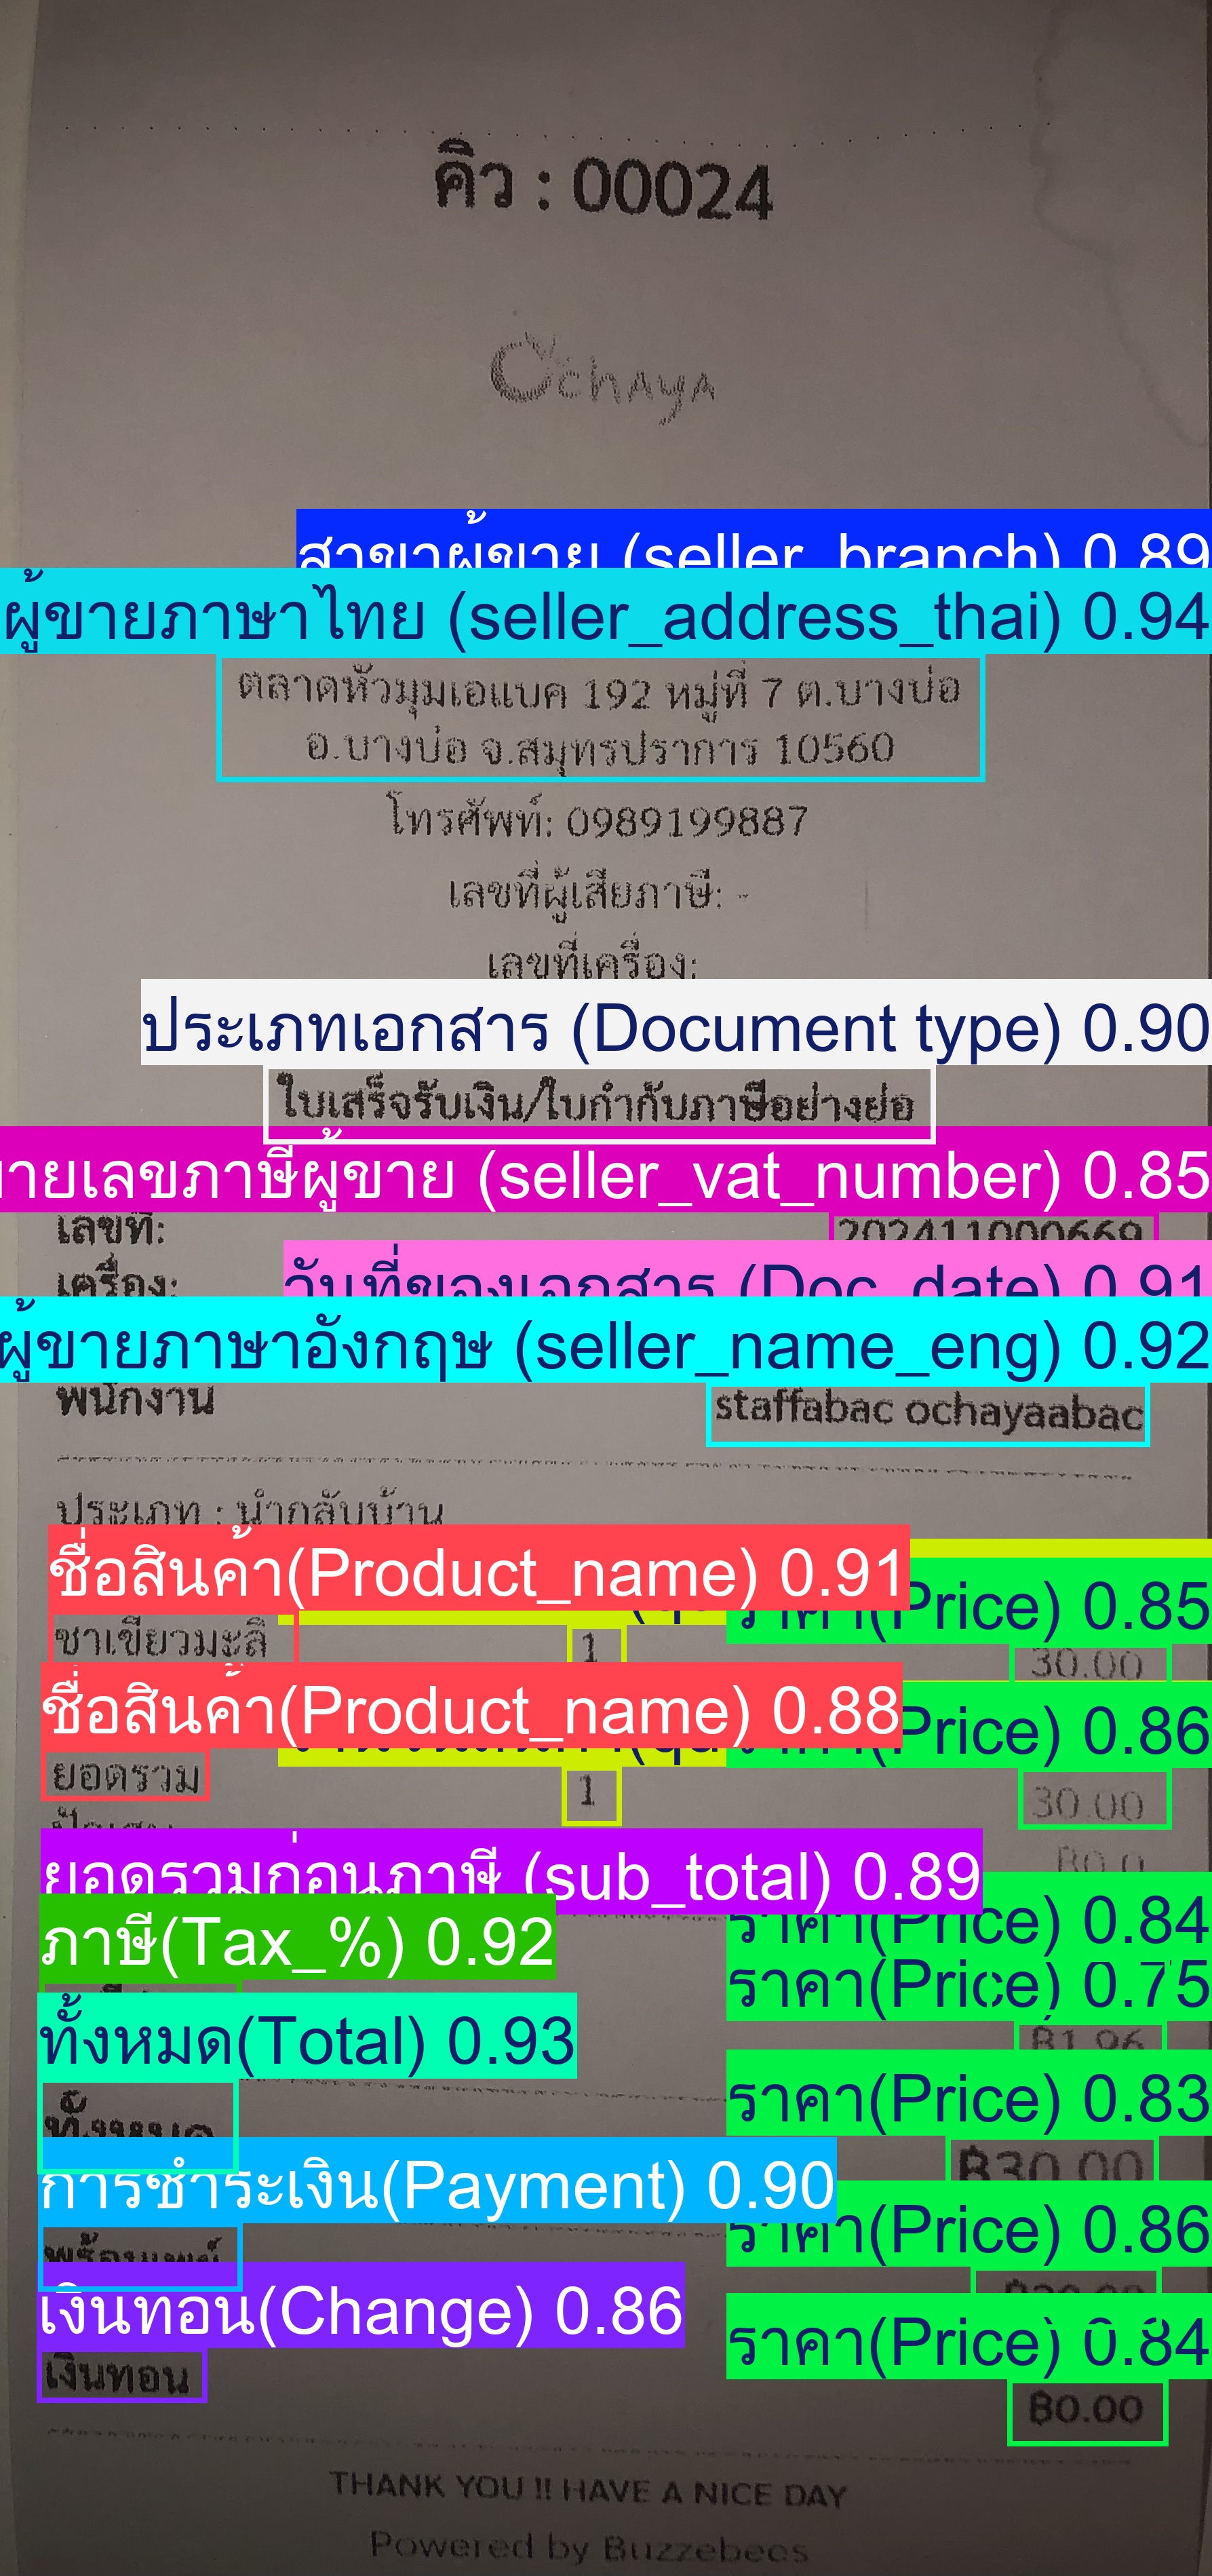 คิว : 00024
Ochaya
สาขาผู้ขาย (seller_branch) 0.89
ผู้ขายภาษาไทย (seller_address_thai) 0.94
ตลาดหัวมุมเอแบค 192 หมู่ที่ 7 ต.บางบ่อ
อ.บางบ่อ จ.สมุทรปราการ 10560
โทรศัพท์: 0989199887
เลขที่ผู้เสียภาษี: -
เลขที่เครื่อง:
ประเภทเอกสาร (Document type) 0.90
ใบเสร็จรับเงิน/ใบกำกับภาษีอย่างย่อ
ายเลขภาษีผู้ขาย (seller_vat_number) 0.85
เลขที่: 202411000669
เครื่อง: วันที่ของเอกสาร (Doc_date) 0.91
ผู้ขายภาษาอังกฤษ (seller_name_eng) 0.92
พนักงาน staffabac ochayaabac
ประเภท : นำกลับบ้าน
ชื่อสินค้า(Product_name) 0.91
ราคา(Price) 0.85
ชาเขียวมะลิ 1 30.00
ชื่อสินค้า(Product_name) 0.88
(Price) 0.86
ยอดรวม 1 30.00
฿0.0
ยอดรวมก่อนภาษี (sub_total) 0.89
ราคา(Price) 0.84
ภาษี(Tax_%) 0.92
ราคา(Price) 0.75
฿1.96
ทั้งหมด(Total) 0.93
ราคา(Price) 0.83
ทั้งหมด ฿30.00
การชำระเงิน(Payment) 0.90
ราคา(Price) 0.86
พร้อมเพย์
เงินทอน(Change) 0.86
ราคา(Price) 0.84
เงินทอน ฿0.00
THANK YOU !! HAVE A NICE DAY
Powered by Buzzebees